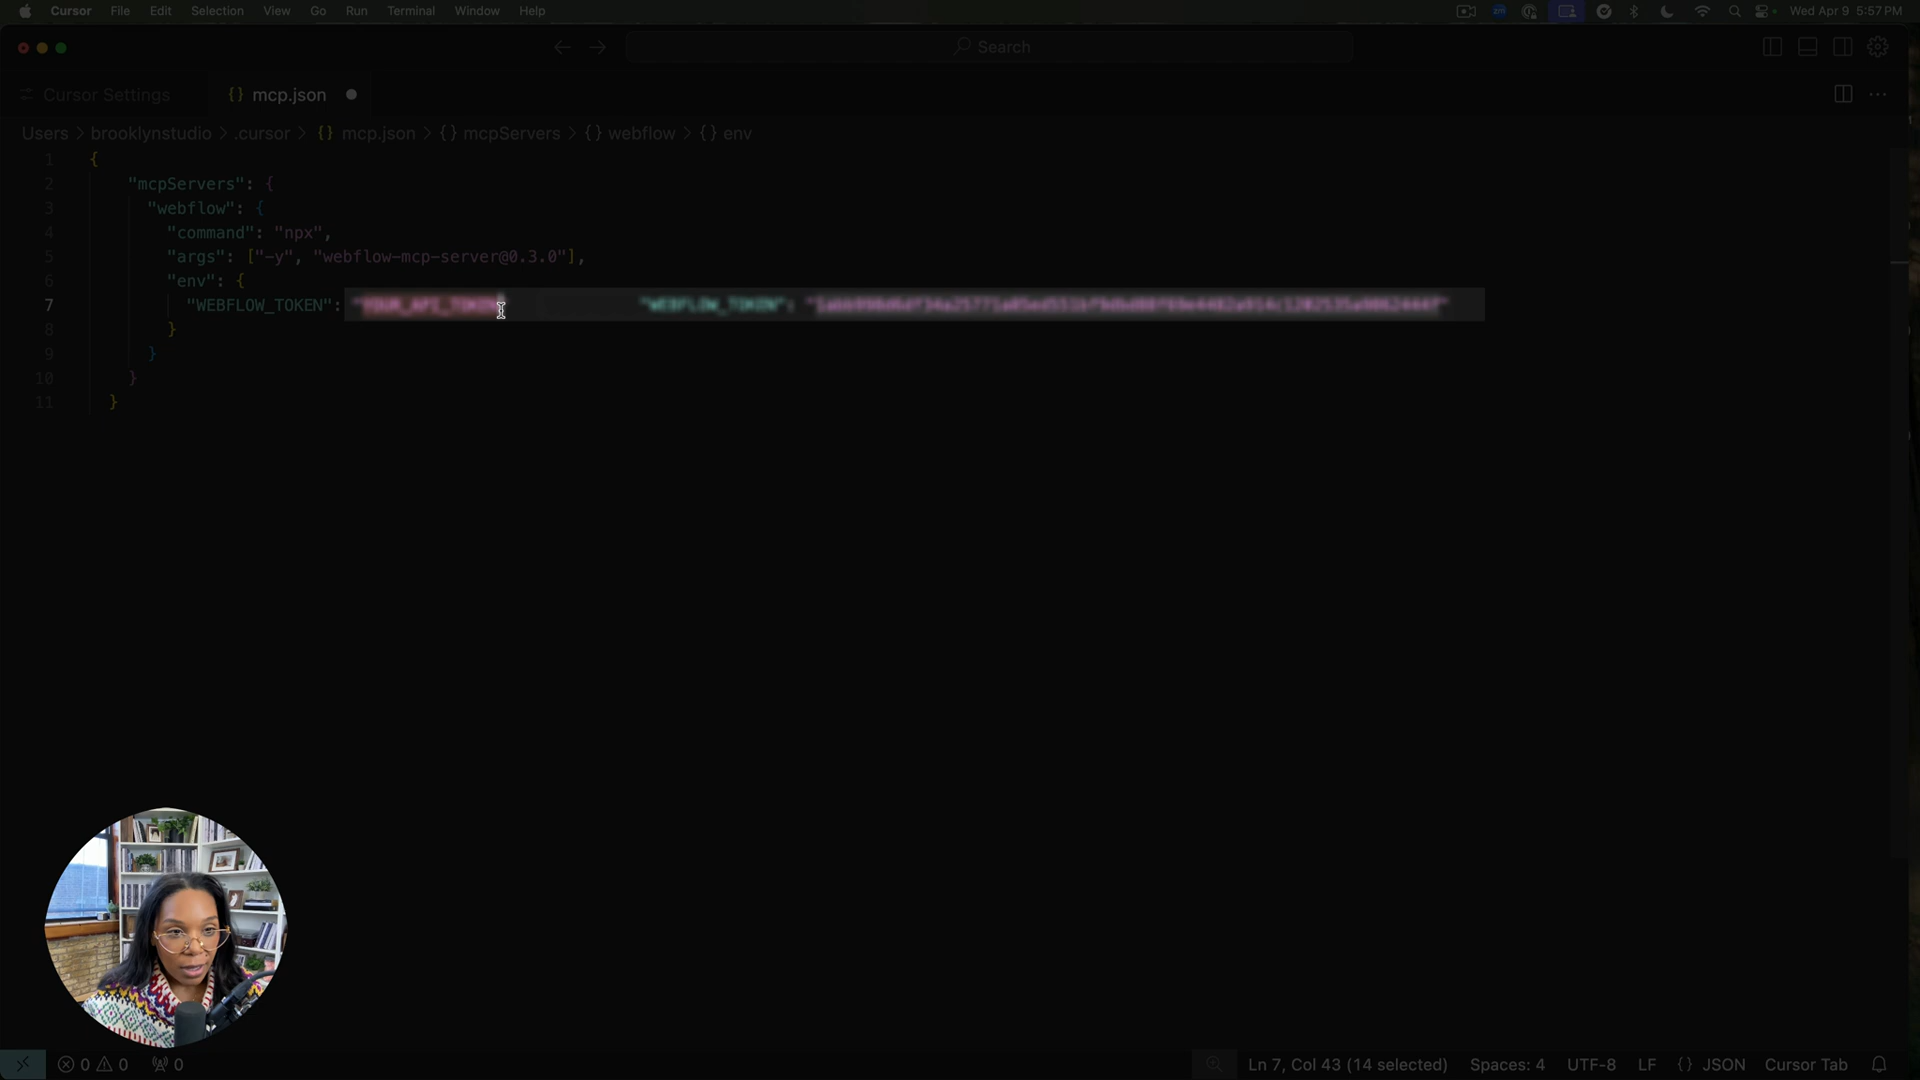 Cursor File Edit Selection View Go Run Terminal Window Help zm Wed Apr 9 5:57 PM
Search
Cursor Settings {} mcp.json
Users > brooklynstudio > .cursor > {} mcp.json > {} mcpServers > {} webflow > {} env
1 {
2 "mcpServers": {
3 "webflow": {
4 "command": "npx",
5 "args": ["-y", "webflow-mcp-server@0.3.0"],
6 "env": {
7 "WEBFLOW_TOKEN": "YOUR_API_TOKEN "WEBFLOW_TOKEN":
8 }
9 }
10 }
11 }
0 0 0 Ln 7, Col 43 (14 selected) Spaces: 4 UTF-8 LF {} JSON Cursor Tab